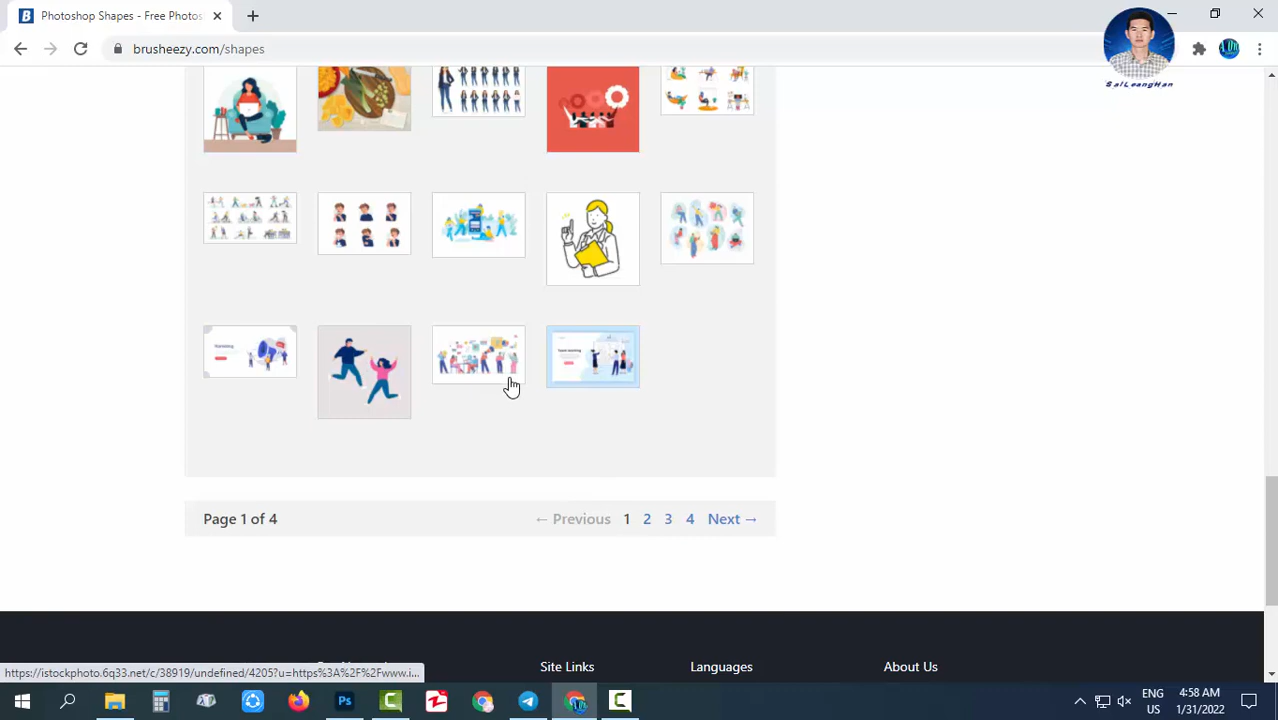 Photoshop Shapes - Free Photos
brusheezy.com/shapes
SaiLeangHan
Page 1 of 4
← Previous 1 2 3 4 Next →
Site Links
Languages
About Us
https://istockphoto.6q33.net/c/38919/undefined/4205?u=https%3A%2F%2Fwww.i...
ENG
US
4:58 AM
1/31/2022